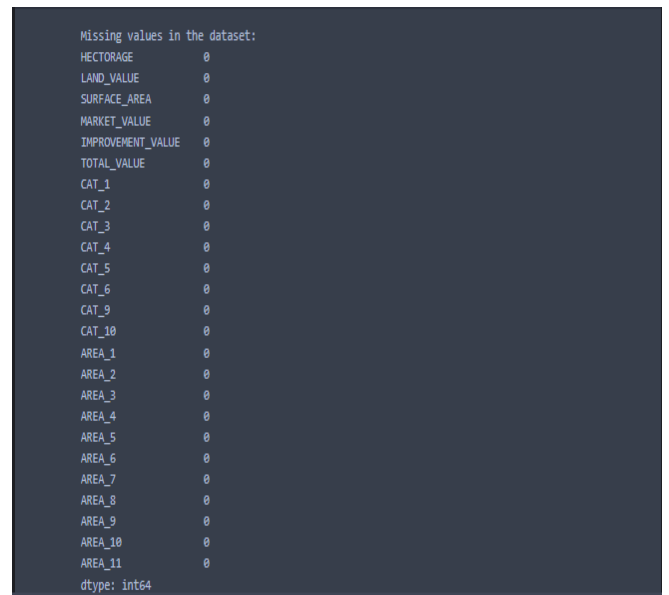 Missing values in the dataset:
HECTORAGE 0
LAND_VALUE 0
SURFACE_AREA 0
MARKET_VALUE 0
IMPROVEMENT_VALUE 0
TOTAL_VALUE 0
CAT_1 0
CAT_2 0
CAT_3 0
CAT_4 0
CAT_5 0
CAT_6 0
CAT_9 0
CAT_10 0
AREA_1 0
AREA_2 0
AREA_3 0
AREA_4 0
AREA_5 0
AREA_6 0
AREA_7 0
AREA_8 0
AREA_9 0
AREA_10 0
AREA_11 0
dtype: int64